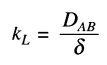 k_L = D_AB / δ